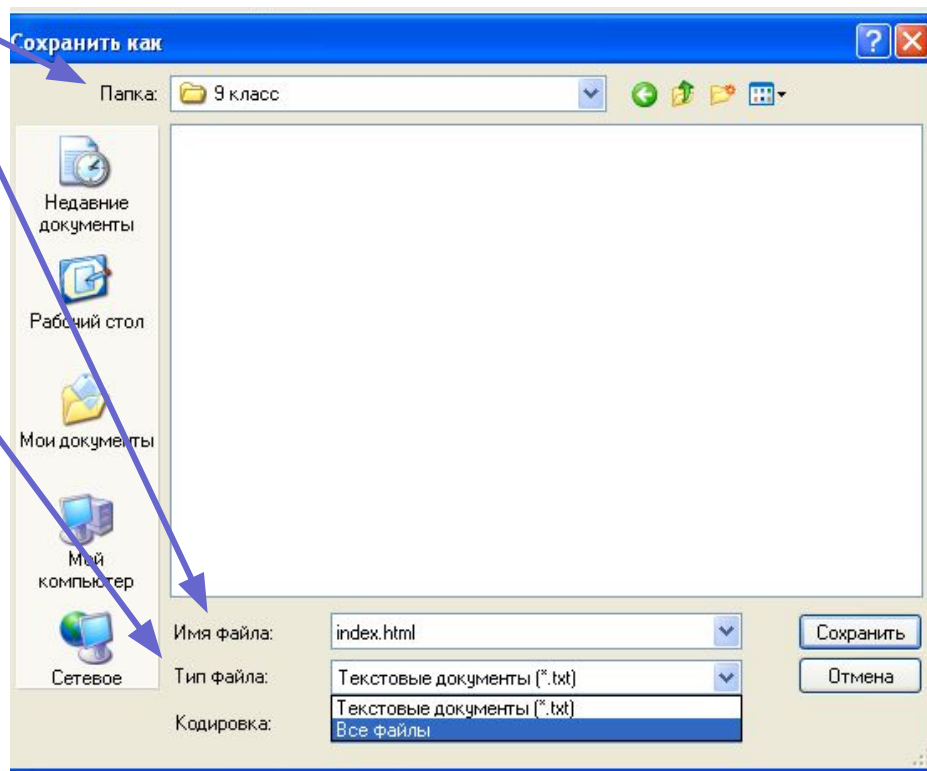 Сохранить как
Папка: 9 класс
Недавние
документы
Рабочий стол
Мои документы
Мой
компьютер
Сетевое
Имя файла: index.html Сохранить
Тип файла: Текстовые документы (*.txt) Отмена
Текстовые документы (*.txt)
Кодировка: Все файлы